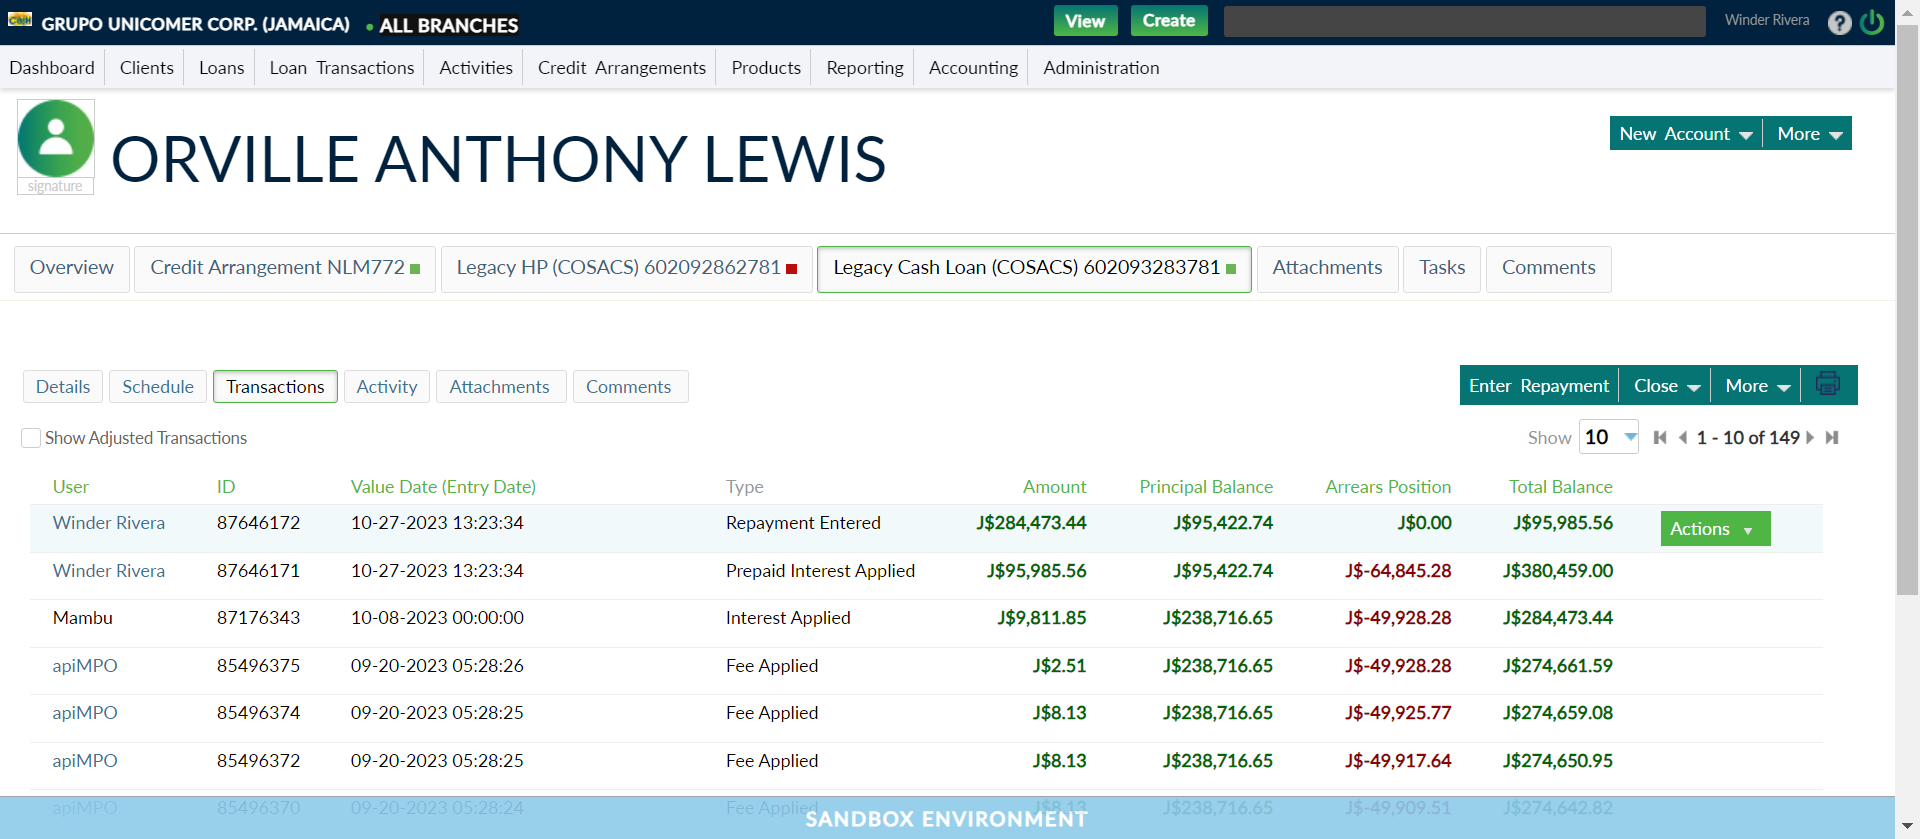 Cash GRUPO UNICOMER CORP. (JAMAICA) • ALL BRANCHES View Create Winder Rivera ?
Dashboard Clients Loans Loan Transactions Activities Credit Arrangements Products Reporting Accounting Administration
signature
ORVILLE ANTHONY LEWIS
New Account More
Overview Credit Arrangement NLM772 Legacy HP (COSACS) 602092862781 Legacy Cash Loan (COSACS) 602093283781 Attachments Tasks Comments
Details Schedule Transactions Activity Attachments Comments Enter Repayment Close More
Show Adjusted Transactions Show 10 1 - 10 of 149
User ID Value Date (Entry Date) Type Amount Principal Balance Arrears Position Total Balance
Winder Rivera 87646172 10-27-2023 13:23:34 Repayment Entered J$284,473.44 J$95,422.74 J$0.00 J$95,985.56 Actions
Winder Rivera 87646171 10-27-2023 13:23:34 Prepaid Interest Applied J$95,985.56 J$95,422.74 J$-64,845.28 J$380,459.00
Mambu 87176343 10-08-2023 00:00:00 Interest Applied J$9,811.85 J$238,716.65 J$-49,928.28 J$284,473.44
apiMPO 85496375 09-20-2023 05:28:26 Fee Applied J$2.51 J$238,716.65 J$-49,928.28 J$274,661.59
apiMPO 85496374 09-20-2023 05:28:25 Fee Applied J$8.13 J$238,716.65 J$-49,925.77 J$274,659.08
apiMPO 85496372 09-20-2023 05:28:25 Fee Applied J$8.13 J$238,716.65 J$-49,917.64 J$274,650.95
apiMPO 85496370 09-20-2023 05:28:24 Fee Applied J$8.13 J$238,716.65 J$-49,909.51 J$274,642.82
SANDBOX ENVIRONMENT